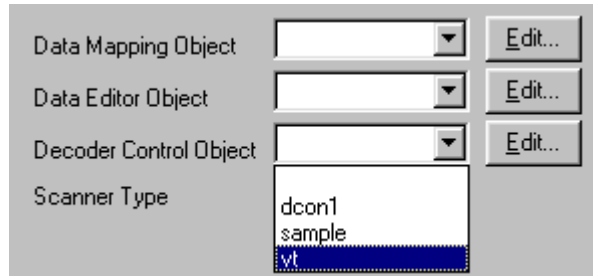 Data Mapping Object Edit...
Data Editor Object Edit...
Decoder Control Object Edit...
Scanner Type
dcon1
sample
vt